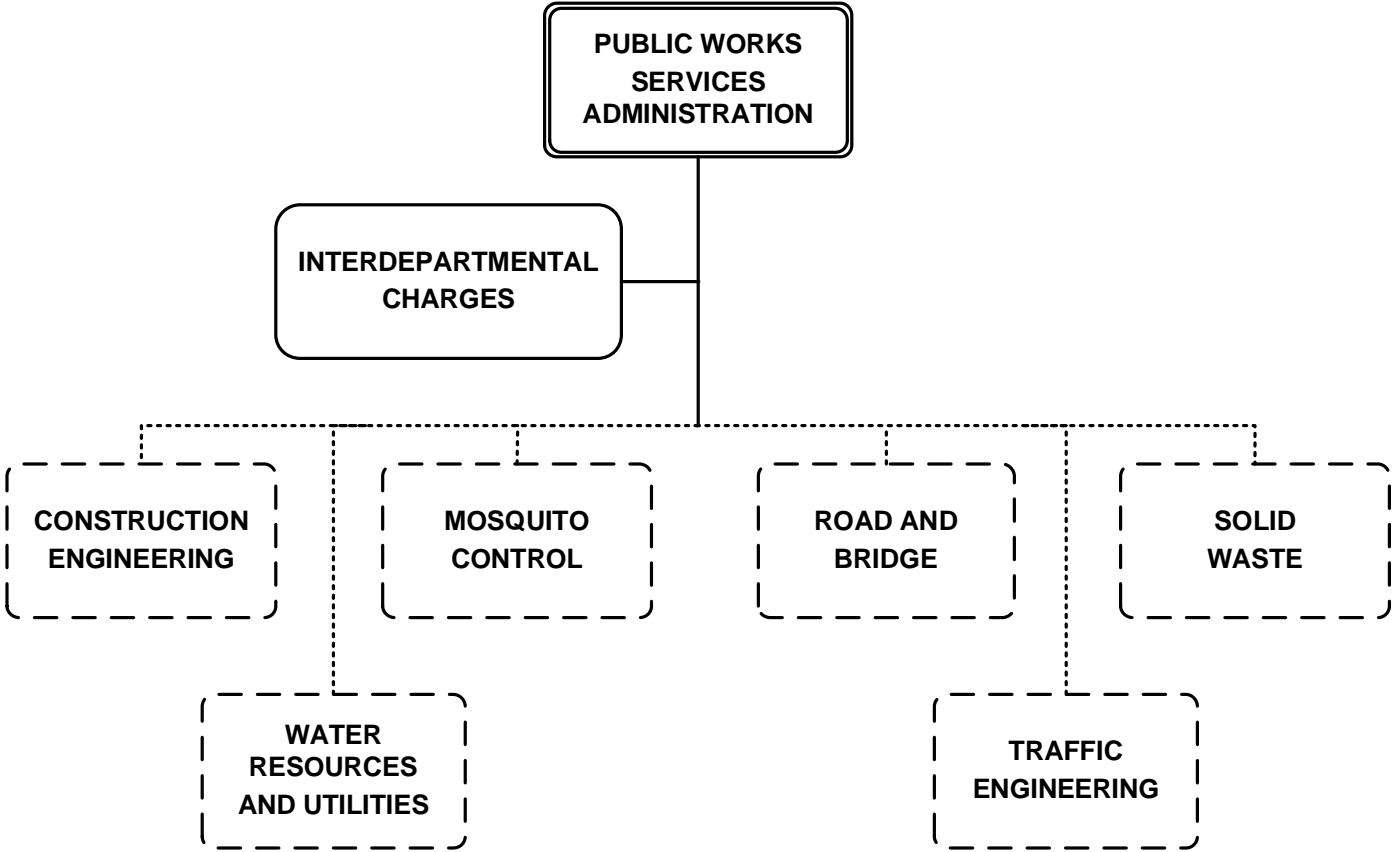 PUBLIC WORKS
SERVICES
ADMINISTRATION
INTERDEPARTMENTAL
CHARGES
CONSTRUCTION
ENGINEERING
MOSQUITO
CONTROL
ROAD AND
BRIDGE
SOLID
WASTE
WATER
RESOURCES
AND UTILITIES
TRAFFIC
ENGINEERING